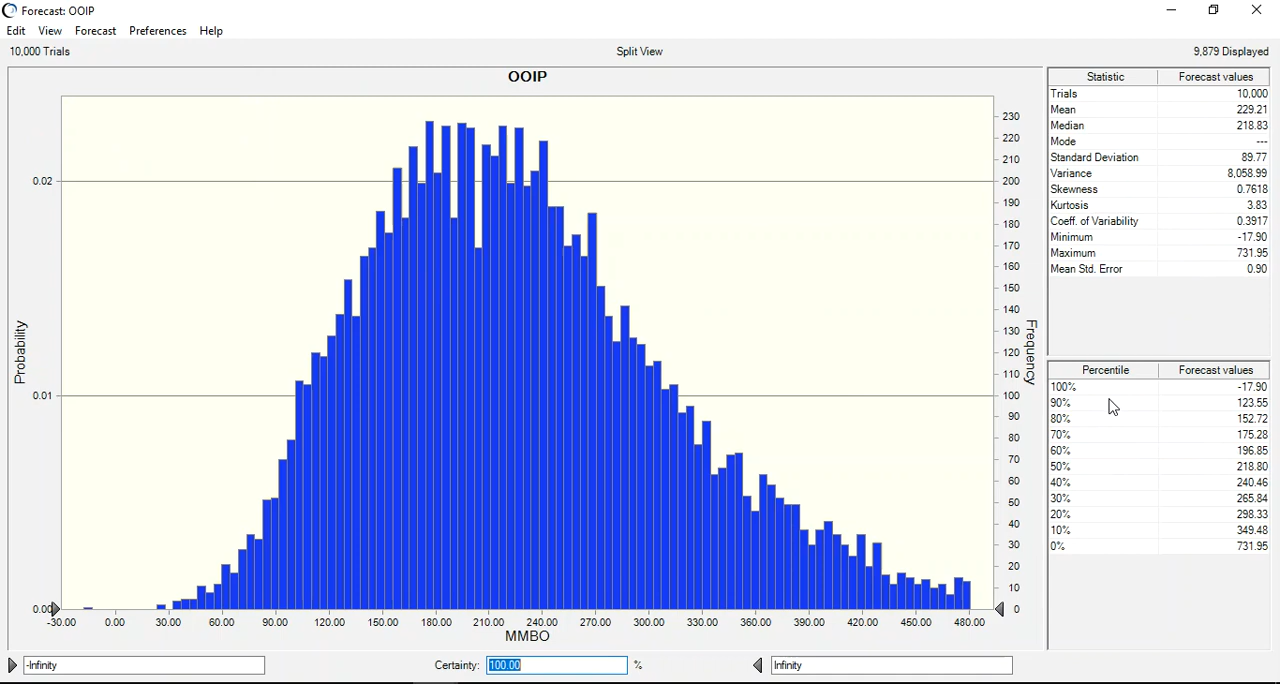 Forecast: OOIP
Edit View Forecast Preferences Help
10,000 Trials Split View 9,879 Displayed
OOIP
0.02
0.01
0.00
Probability
230
220
210
200
190
180
170
160
150
140
130
120
110
100
90
80
70
60
50
40
30
20
10
0
Frequency
-30.00 0.00 30.00 60.00 90.00 120.00 150.00 180.00 210.00 240.00 270.00 300.00 330.00 360.00 390.00 420.00 450.00 480.00
MMBO
Statistic Forecast values
Trials 10,000
Mean 229.21
Median 218.83
Mode ---
Standard Deviation 89.77
Variance 8,058.99
Skewness 0.7618
Kurtosis 3.83
Coeff. of Variability 0.3917
Minimum -17.90
Maximum 731.95
Mean Std. Error 0.90
Percentile Forecast values
100% -17.90
90% 123.55
80% 152.72
70% 175.28
60% 196.85
50% 218.80
40% 240.46
30% 265.84
20% 298.33
10% 349.48
0% 731.95
-Infinity Certainty: 100.00 % Infinity